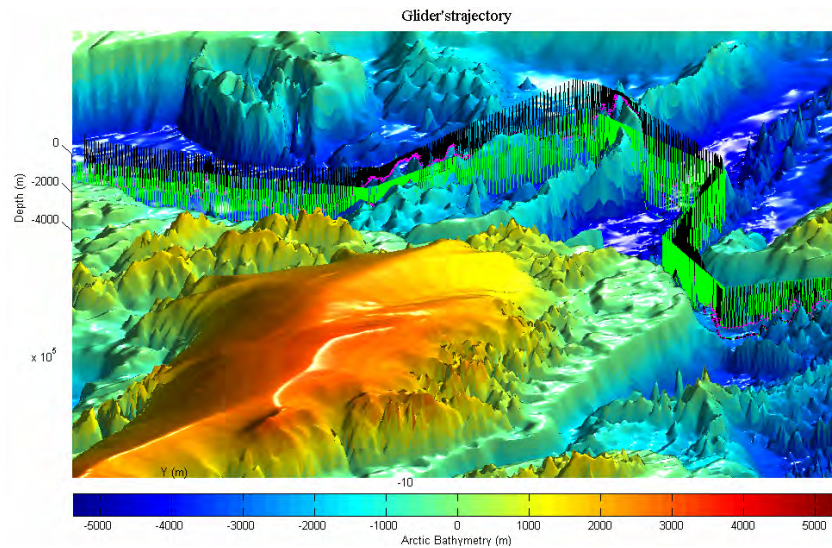 Glider'strajectory
0
-2000
-4000
Depth (m)
x 10^5
Y (m)
-10
-5000 -4000 -3000 -2000 -1000 0 1000 2000 3000 4000 5000
Arctic Bathymetry (m)